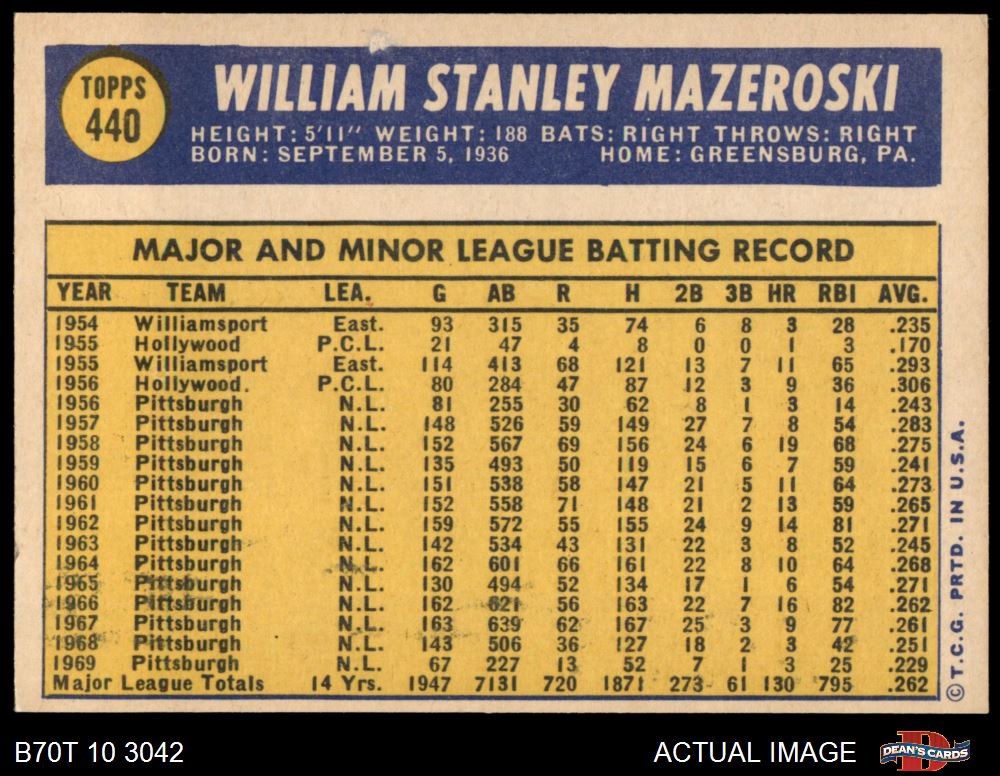 TOPPS
440
WILLIAM STANLEY MAZEROSKI
HEIGHT: 5'11" WEIGHT: 188 BATS: RIGHT THROWS: RIGHT
BORN: SEPTEMBER 5, 1936 HOME: GREENSBURG, PA.
MAJOR AND MINOR LEAGUE BATTING RECORD
YEAR TEAM LEA. G AB R H 2B 3B HR RBI AVG.
1954 Williamsport East. 93 315 35 74 6 8 3 28 .235
1955 Hollywood P.C.L. 21 47 4 8 0 0 1 3 .170
1955 Williamsport East. 114 413 68 121 13 7 11 65 .293
1956 Hollywood. P.C.L. 80 284 47 87 12 3 9 36 .306
1956 Pittsburgh N.L. 81 255 30 62 8 1 3 14 .243
1957 Pittsburgh N.L. 148 526 59 149 27 7 8 54 .283
1958 Pittsburgh N.L. 152 567 69 156 24 6 19 68 .275
1959 Pittsburgh N.L. 135 493 50 119 15 6 7 59 .241
1960 Pittsburgh N.L. 151 538 58 147 21 5 11 64 .273
1961 Pittsburgh N.L. 152 558 71 148 21 2 13 59 .265
1962 Pittsburgh N.L. 159 572 55 155 24 9 14 81 .271
1963 Pittsburgh N.L. 142 534 43 131 22 3 8 52 .245
1964 Pittsburgh N.L. 162 601 66 161 22 8 10 64 .268
1965 Pittsburgh N.L. 130 494 52 134 17 1 6 54 .271
1966 Pittsburgh N.L. 162 621 56 163 22 7 16 82 .262
1967 Pittsburgh N.L. 163 639 62 167 25 3 9 77 .261
1968 Pittsburgh N.L. 143 506 36 127 18 2 3 42 .251
1969 Pittsburgh N.L. 67 227 13 52 7 1 3 25 .229
Major League Totals 14 Yrs. 1947 7131 720 1871 273 61 130 795 .262
© T.C.G. PRTD. IN U.S.A.
B70T 10 3042
ACTUAL IMAGE
DEAN'S CARDS